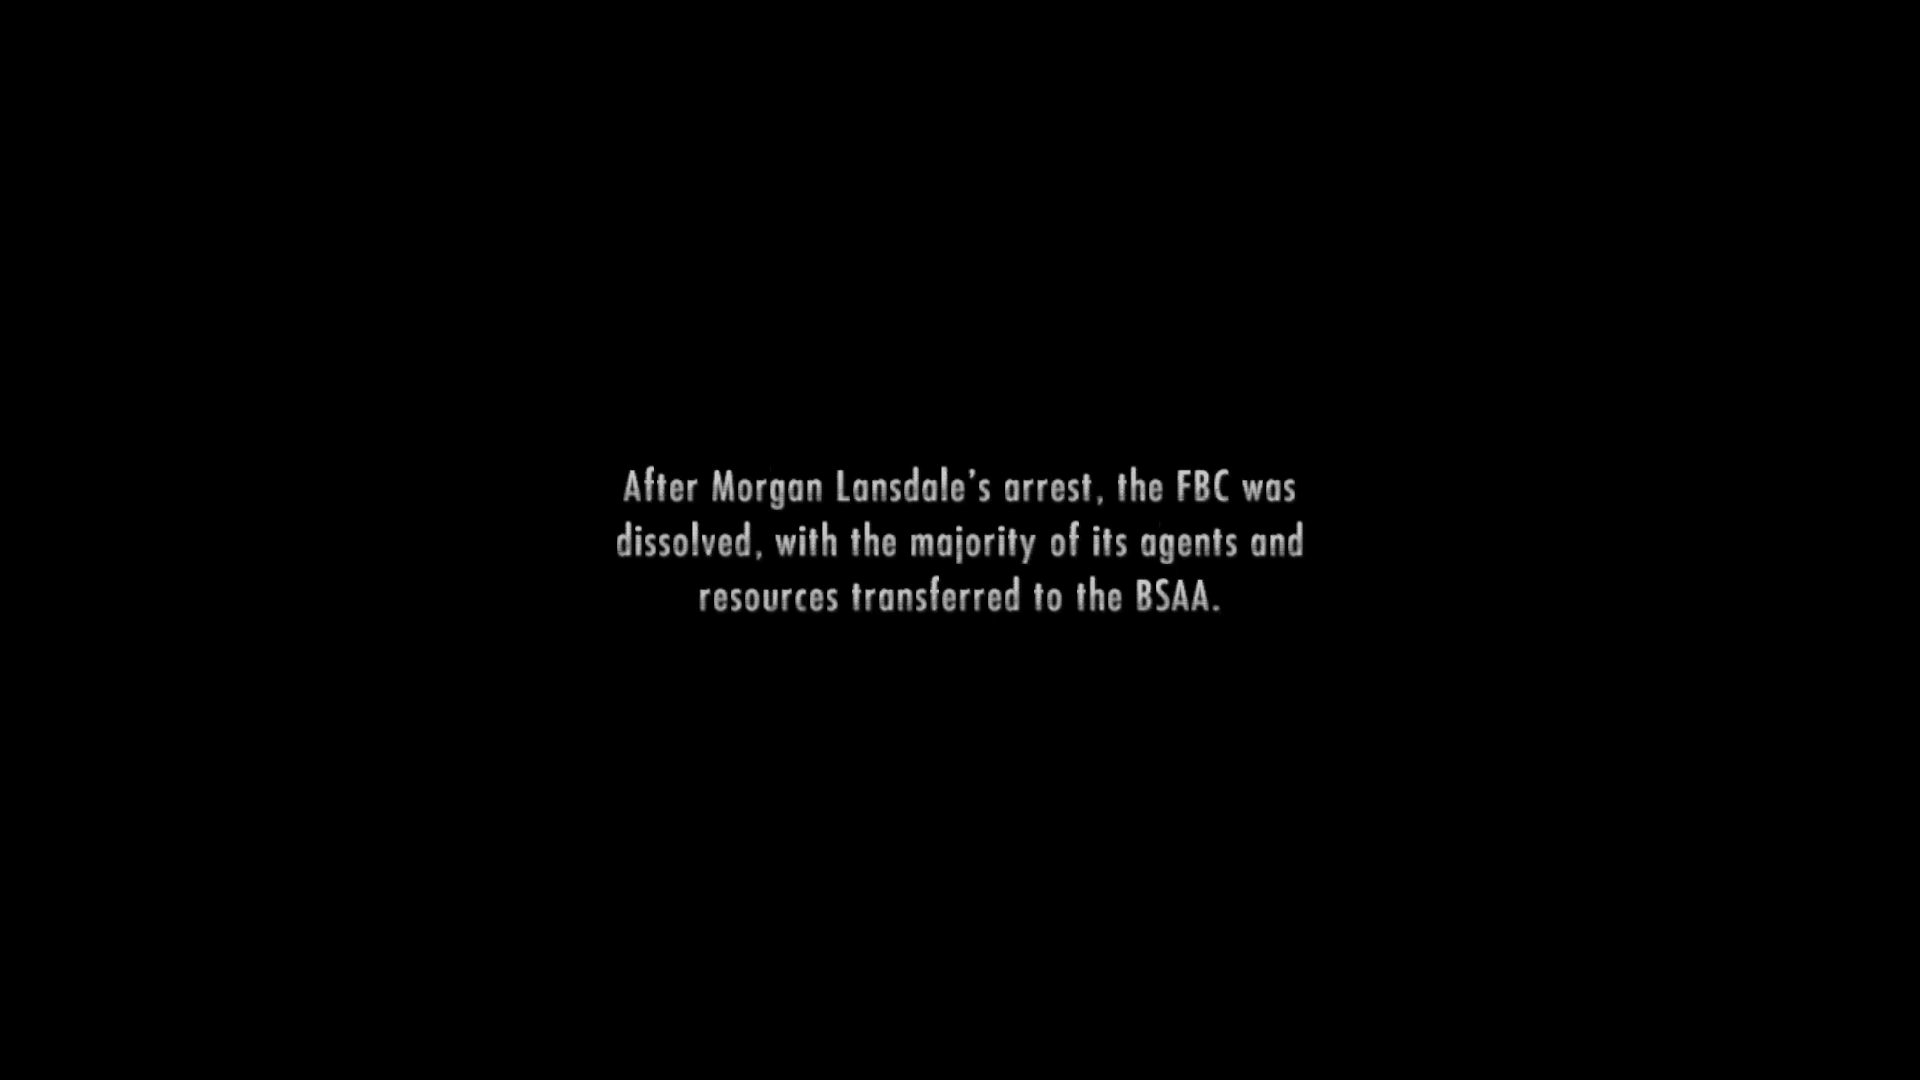 After Morgan Lansdale’s arrest, the FBC was
dissolved, with the majority of its agents and
resources transferred to the BSAA.